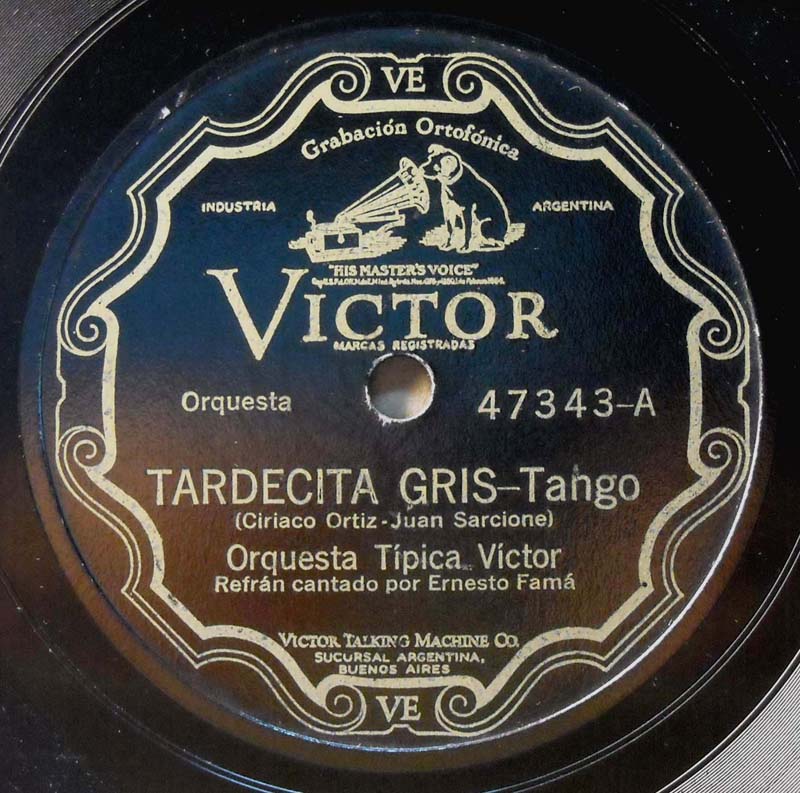 VE
Grabación Ortofónica
INDUSTRIA ARGENTINA
"HIS MASTER'S VOICE"
VICTOR
MARCAS REGISTRADAS
Orquesta 47343-A
TARDECITA GRIS-Tango
(Ciriaco Ortiz-Juan Sarcione)
Orquesta Típica Víctor
Refrán cantado por Ernesto Famá
VICTOR TALKING MACHINE CO.
SUCURSAL ARGENTINA,
BUENOS AIRES
VE